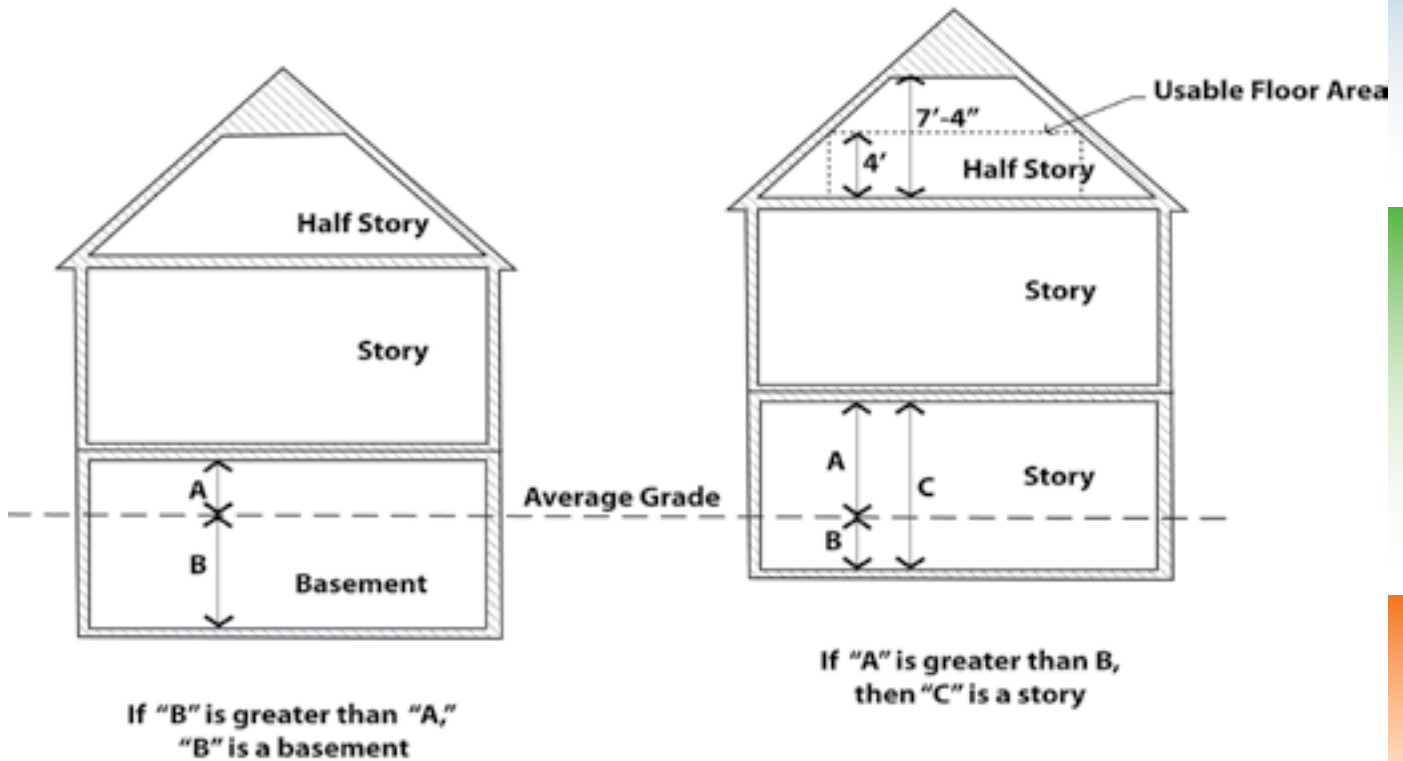 Half Story
Story
A
B
Basement
If “B” is greater than “A,”
“B” is a basement
Average Grade
Usable Floor Area
7’-4”
4’
Half Story
Story
A
C
Story
B
If “A” is greater than B,
then “C” is a story